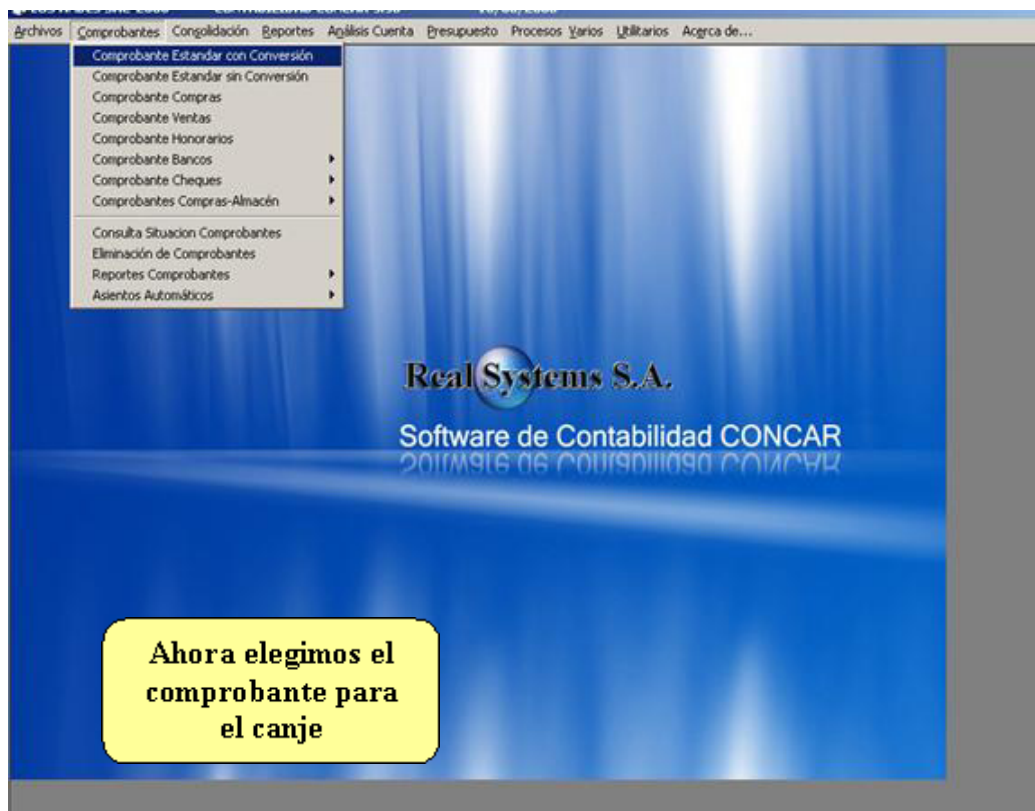 Archivos Comprobantes Consolidación Reportes Análisis Cuenta Presupuesto Procesos Varios Utilitarios Acerca de...
Comprobante Estandar con Conversión
Comprobante Estandar sin Conversión
Comprobante Compras
Comprobante Ventas
Comprobante Honorarios
Comprobante Bancos
Comprobante Cheques
Comprobantes Compras-Almacén
Consulta Situacion Comprobantes
Eliminación de Comprobantes
Reportes Comprobantes
Asientos Automáticos
Real Systems S.A.
Software de Contabilidad CONCAR
Ahora elegimos el
comprobante para
el canje